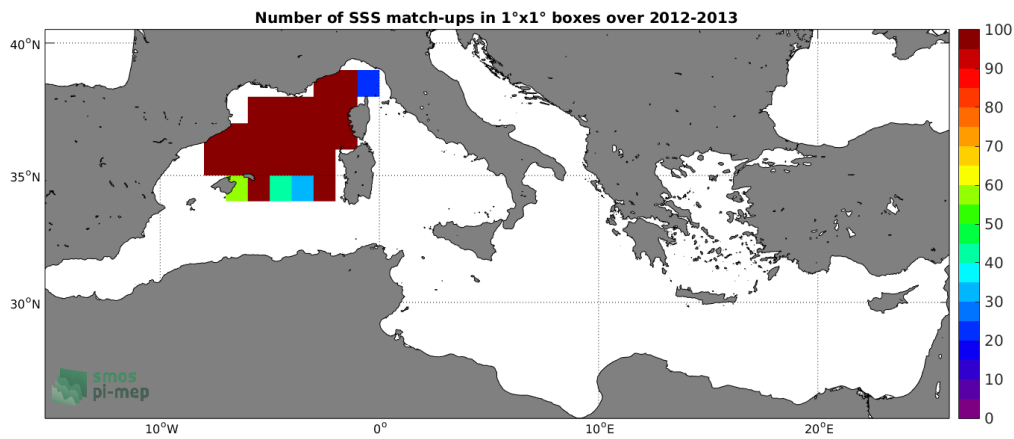 Number of SSS match-ups in 1°x1° boxes over 2012-2013
40°N
35°N
30°N
10°W
0°
10°E
20°E
100
90
80
70
60
50
40
30
20
10
0
smos
pi-mep